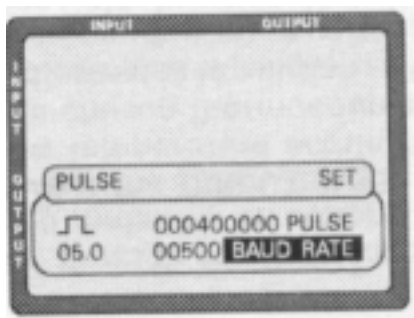 INPUT OUTPUT
INPUT
OUTPUT
PULSE SET
000400000 PULSE
05.0 00500 BAUD RATE